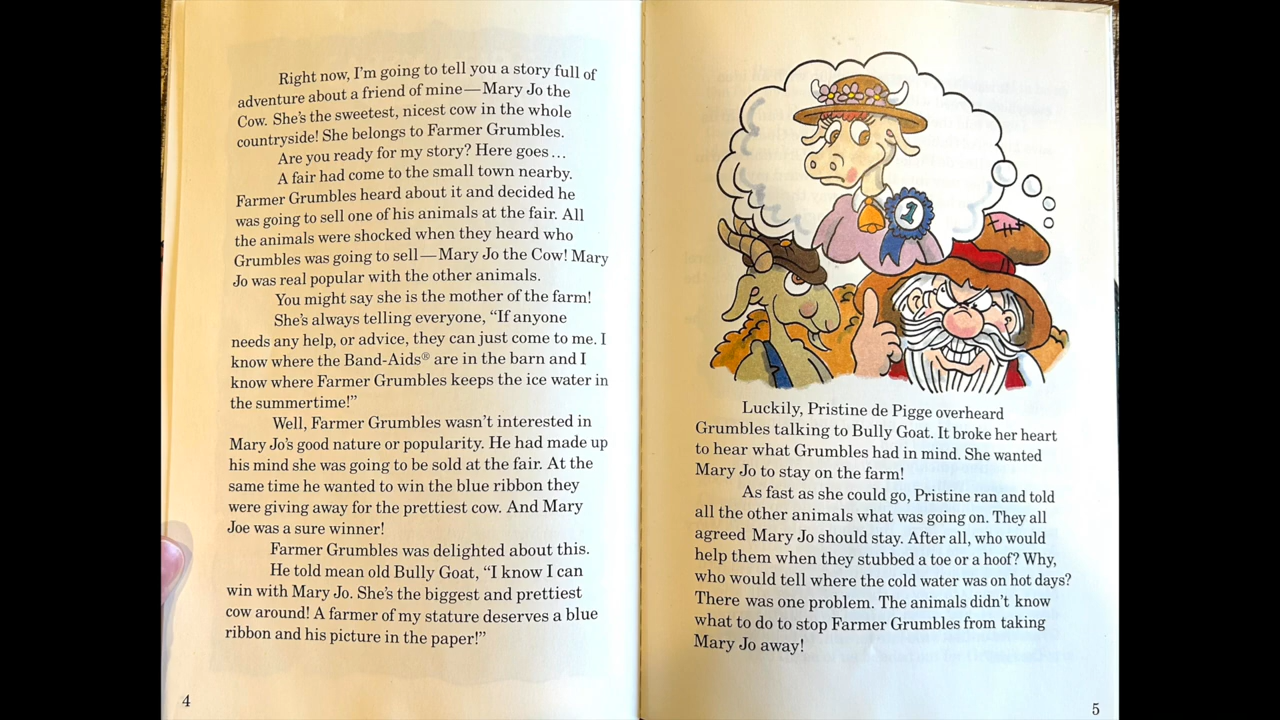 Right now, I'm going to tell you a story full of
adventure about a friend of mine—Mary Jo the
Cow. She's the sweetest, nicest cow in the whole
countryside! She belongs to Farmer Grumbles.
Are you ready for my story? Here goes...
A fair had come to the small town nearby.
Farmer Grumbles heard about it and decided he
was going to sell one of his animals at the fair. All
the animals were shocked when they heard who
Grumbles was going to sell—Mary Jo the Cow! Mary
Jo was real popular with the other animals.
You might say she is the mother of the farm!
She's always telling everyone, "If anyone
needs any help, or advice, they can just come to me. I
know where the Band-Aids® are in the barn and I
know where Farmer Grumbles keeps the ice water in
the summertime!"
Well, Farmer Grumbles wasn't interested in
Mary Jo's good nature or popularity. He had made up
his mind she was going to be sold at the fair. At the
same time he wanted to win the blue ribbon they
were giving away for the prettiest cow. And Mary
Joe was a sure winner!
Farmer Grumbles was delighted about this.
He told mean old Bully Goat, "I know I can
win with Mary Jo. She's the biggest and prettiest
cow around! A farmer of my stature deserves a blue
ribbon and his picture in the paper!"
4
1
Luckily, Pristine de Pigge overheard
Grumbles talking to Bully Goat. It broke her heart
to hear what Grumbles had in mind. She wanted
Mary Jo to stay on the farm!
As fast as she could go, Pristine ran and told
all the other animals what was going on. They all
agreed Mary Jo should stay. After all, who would
help them when they stubbed a toe or a hoof? Why,
who would tell where the cold water was on hot days?
There was one problem. The animals didn't know
what to do to stop Farmer Grumbles from taking
Mary Jo away!
5